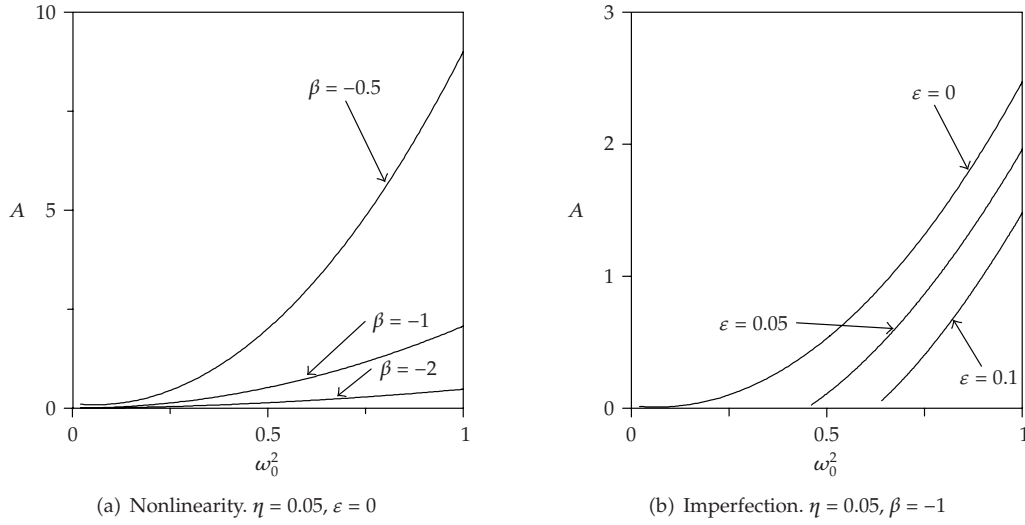 10
5
0
A
β = −0.5
β = −1
β = −2
0
0.5
1
ω₀²
(a) Nonlinearity. η = 0.05, ε = 0
3
2
1
0
A
ε = 0
ε = 0.05
ε = 0.1
0
0.5
1
ω₀²
(b) Imperfection. η = 0.05, β = −1